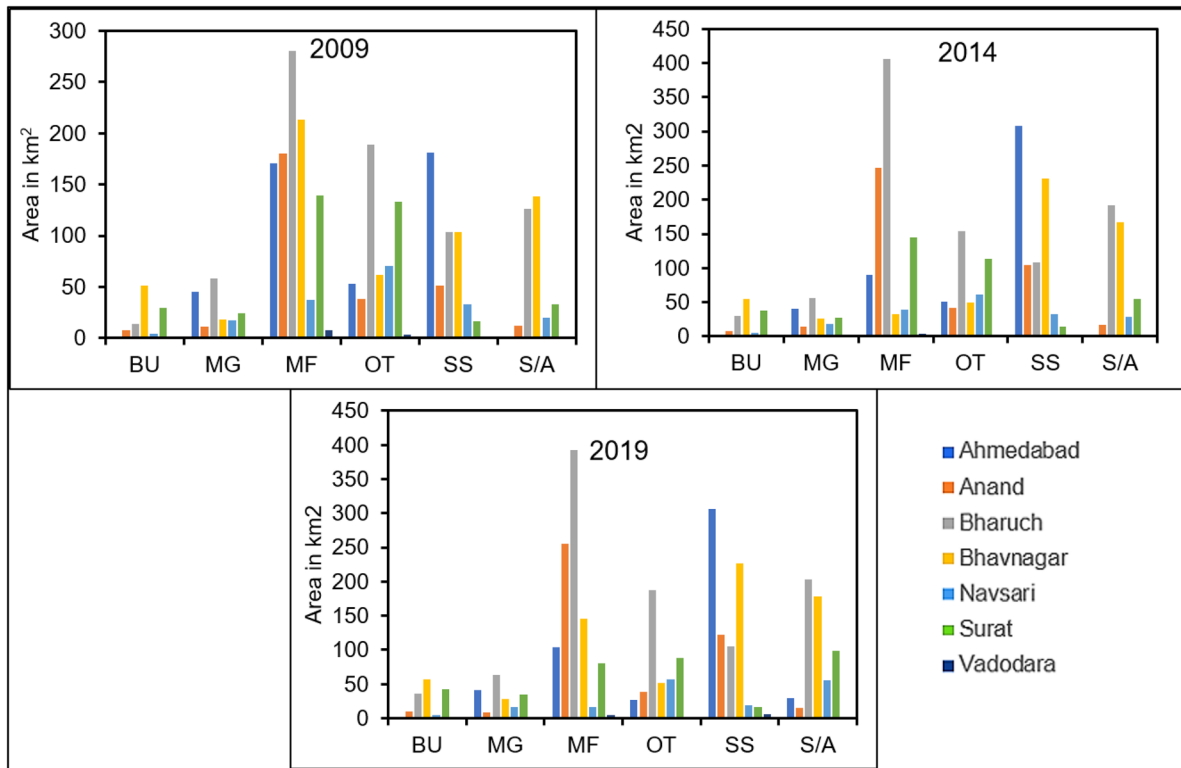 2009
Area in km²
300
250
200
150
100
50
0
BU MG MF OT SS S/A
2014
Area in km2
450
400
350
300
250
200
150
100
50
0
BU MG MF OT SS S/A
2019
Area in km2
450
400
350
300
250
200
150
100
50
0
BU MG MF OT SS S/A
Ahmedabad
Anand
Bharuch
Bhavnagar
Navsari
Surat
Vadodara